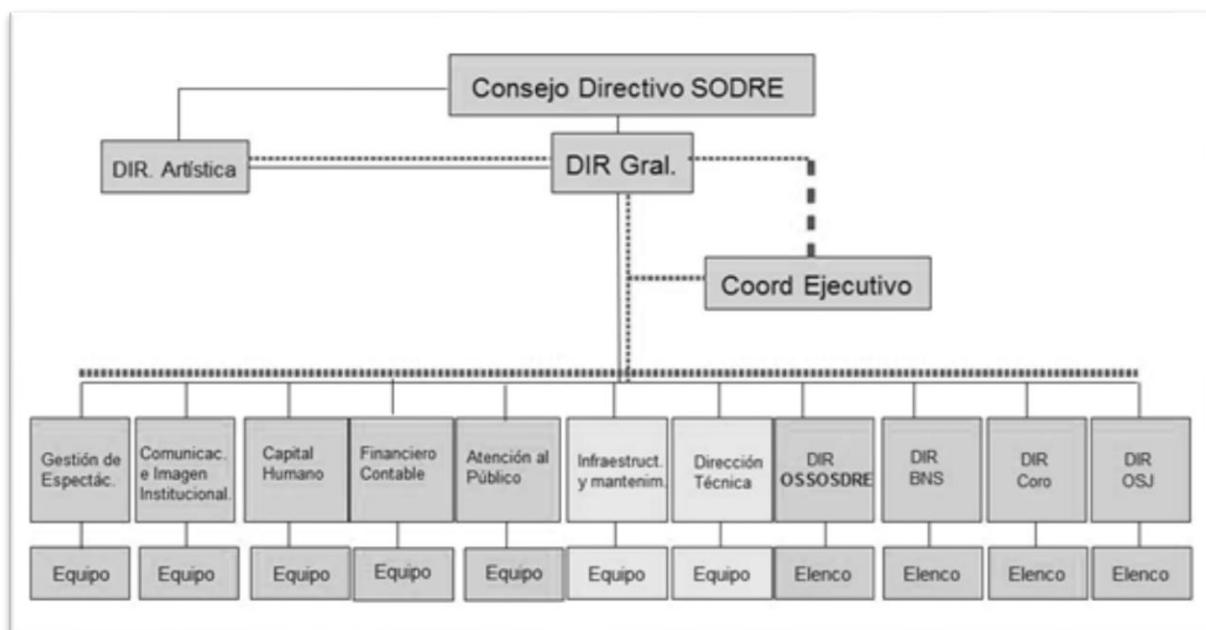 Consejo Directivo SODRE
DIR. Artística
DIR Gral.
Coord Ejecutivo
Gestión de
Espectác.
Comunicac.
e Imagen
Institucional.
Capital
Humano
Financiero
Contable
Atención al
Público
Infraestruct.
y mantenim.
Dirección
Técnica
DIR
OSSOSDRE
DIR
BNS
DIR
Coro
DIR
OSJ
Equipo
Equipo
Equipo
Equipo
Equipo
Equipo
Equipo
Elenco
Elenco
Elenco
Elenco